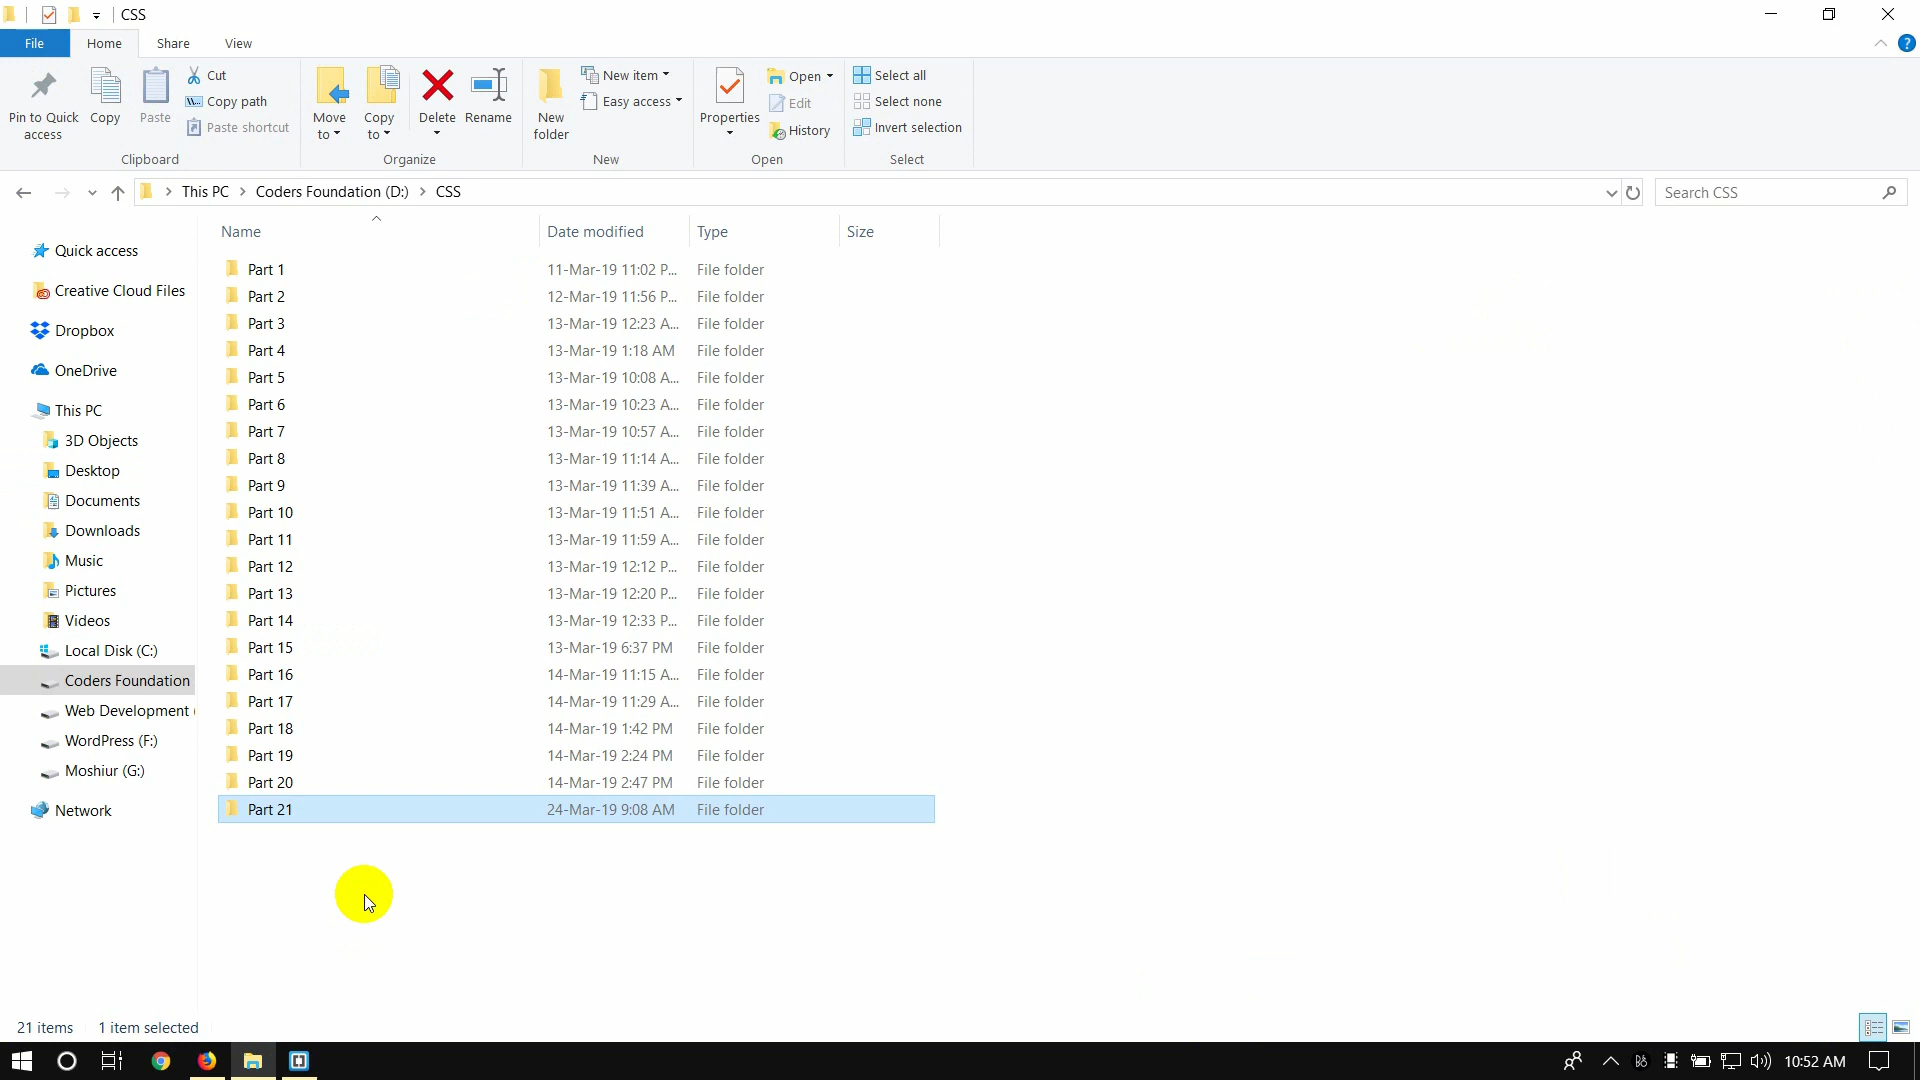 CSS
File Home Share View
Pin to Quick access
Copy
Paste
Cut
Copy path
Paste shortcut
Clipboard
Move to
Copy to
Delete
Rename
Organize
New folder
New item
Easy access
New
Properties
Open
Edit
History
Open
Select all
Select none
Invert selection
Select
This PC Coders Foundation (D:) CSS
Search CSS
Quick access
Creative Cloud Files
Dropbox
OneDrive
This PC
3D Objects
Desktop
Documents
Downloads
Music
Pictures
Videos
Local Disk (C:)
Coders Foundation
Web Development (
WordPress (F:)
Moshiur (G:)
Network
Name Date modified Type Size
Part 1 11-Mar-19 11:02 P... File folder
Part 2 12-Mar-19 11:56 P... File folder
Part 3 13-Mar-19 12:23 A... File folder
Part 4 13-Mar-19 1:18 AM File folder
Part 5 13-Mar-19 10:08 A... File folder
Part 6 13-Mar-19 10:23 A... File folder
Part 7 13-Mar-19 10:57 A... File folder
Part 8 13-Mar-19 11:14 A... File folder
Part 9 13-Mar-19 11:39 A... File folder
Part 10 13-Mar-19 11:51 A... File folder
Part 11 13-Mar-19 11:59 A... File folder
Part 12 13-Mar-19 12:12 P... File folder
Part 13 13-Mar-19 12:20 P... File folder
Part 14 13-Mar-19 12:33 P... File folder
Part 15 13-Mar-19 6:37 PM File folder
Part 16 14-Mar-19 11:15 A... File folder
Part 17 14-Mar-19 11:29 A... File folder
Part 18 14-Mar-19 1:42 PM File folder
Part 19 14-Mar-19 2:24 PM File folder
Part 20 14-Mar-19 2:47 PM File folder
Part 21 24-Mar-19 9:08 AM File folder
21 items 1 item selected
10:52 AM